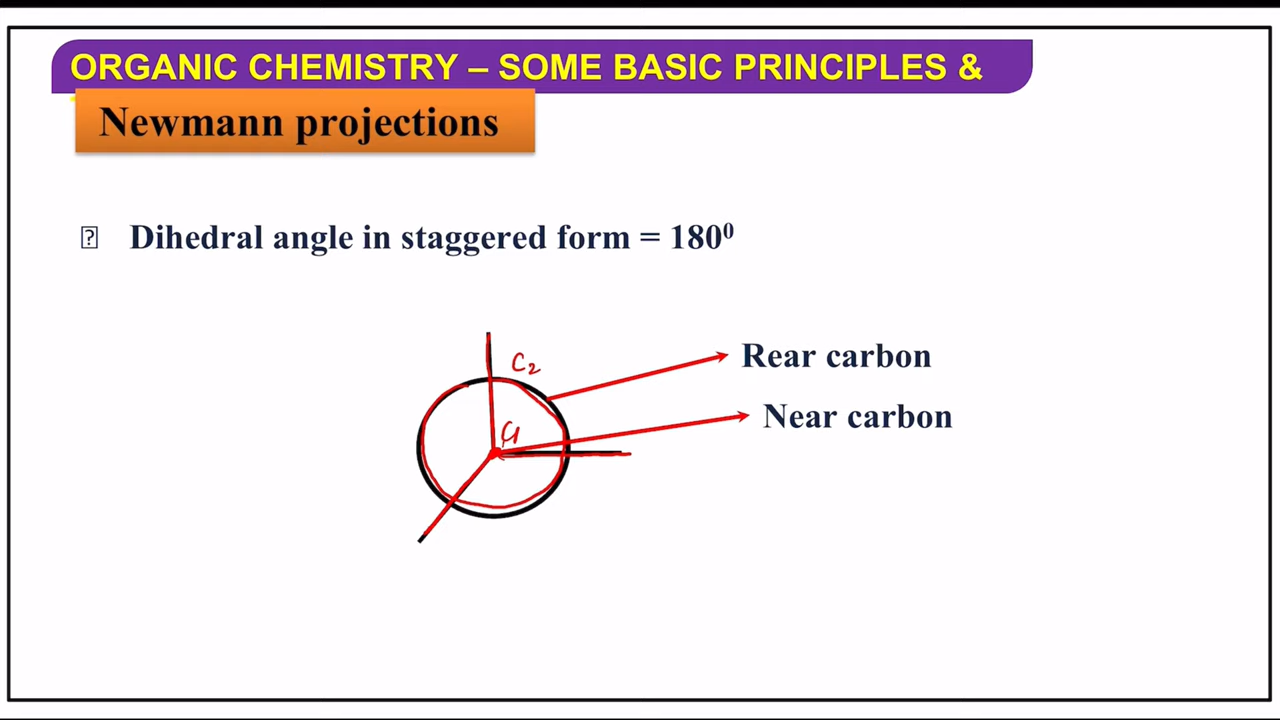 ORGANIC CHEMISTRY – SOME BASIC PRINCIPLES &
Newmann projections
Dihedral angle in staggered form = 180⁰
C₂
Rear carbon
C₁
Near carbon